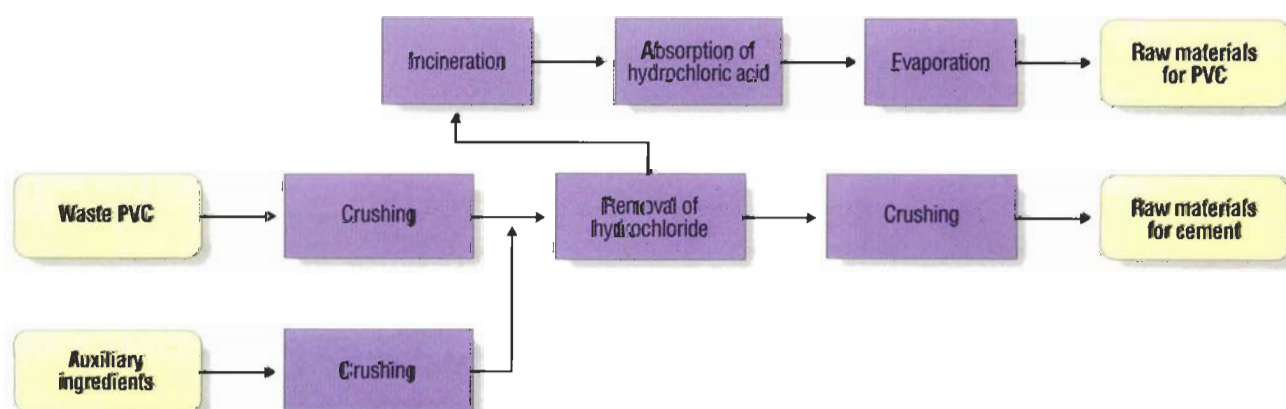 Incineration
Absorption of
hydrochloric acid
Evaporation
Raw materials
for PVC
Waste PVC
Crushing
Removal of
hydrochloride
Crushing
Raw materials
for cement
Auxiliary
ingredients
Crushing